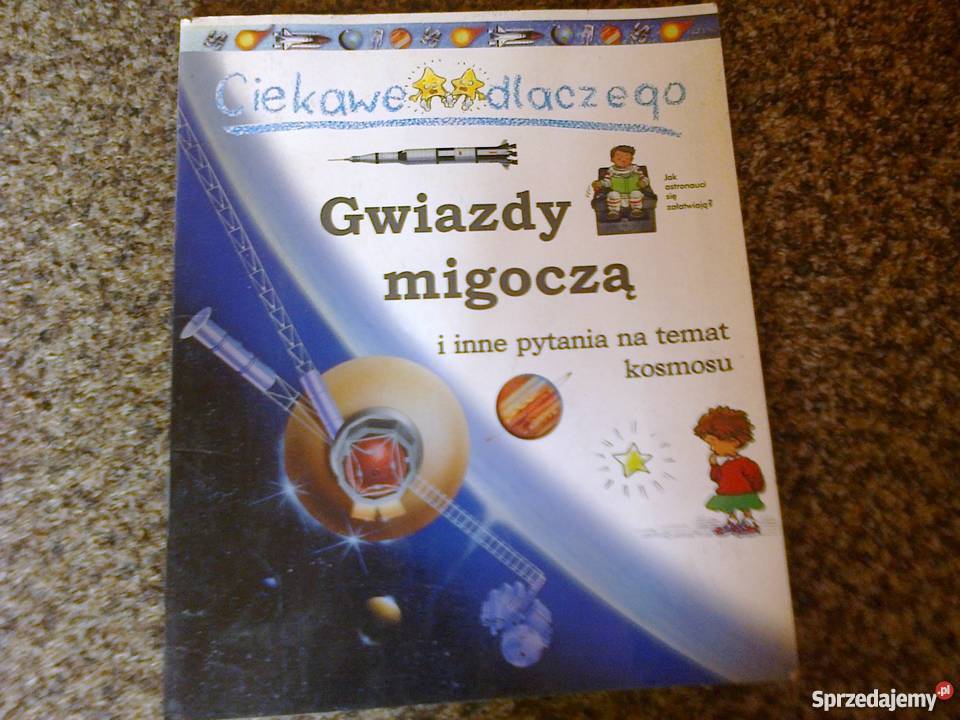 Ciekawe dlaczego
Gwiazdy
migoczą
Jak
astronauci
się
załatwiają?
i inne pytania na temat
kosmosu
Sprzedajemy.pl